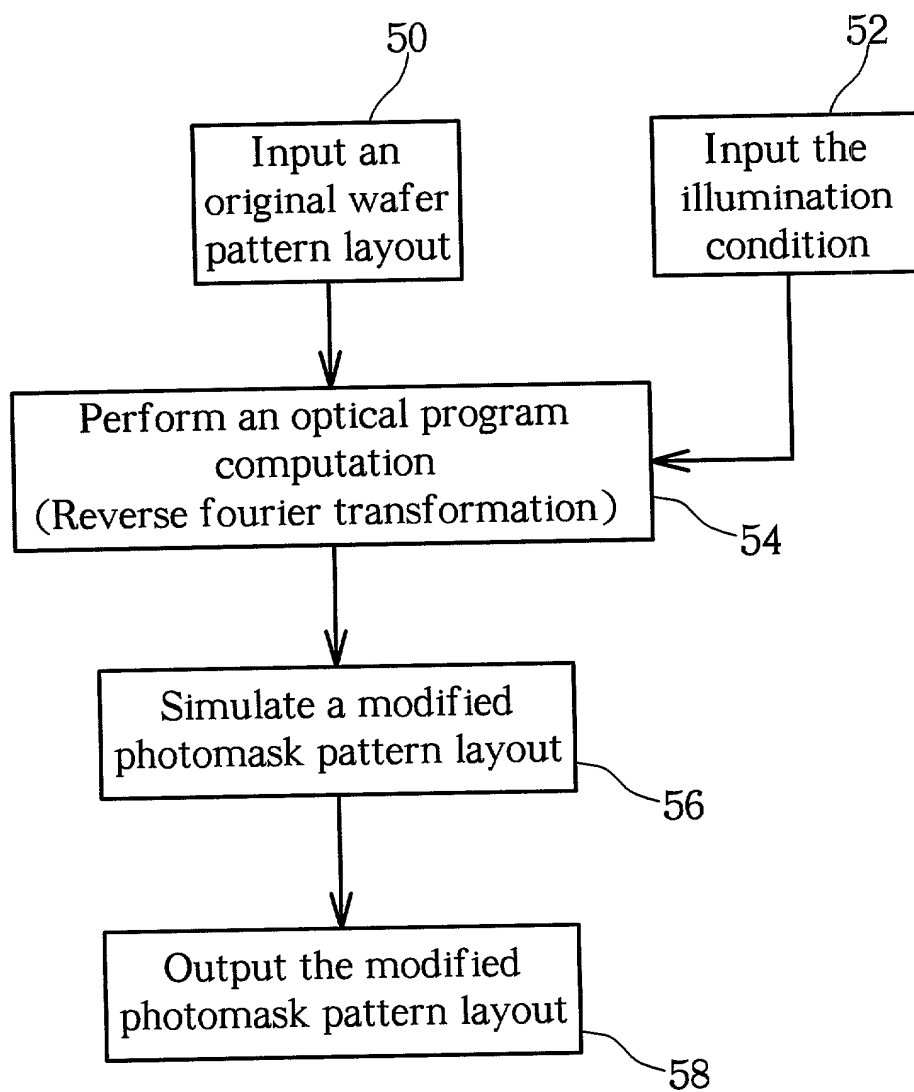 50
52
Input an
original wafer
pattern layout
Input the
illumination
condition
Perform an optical program
computation
(Reverse fourier transformation)
54
Simulate a modified
photomask pattern layout
56
Output the modified
photomask pattern layout
58